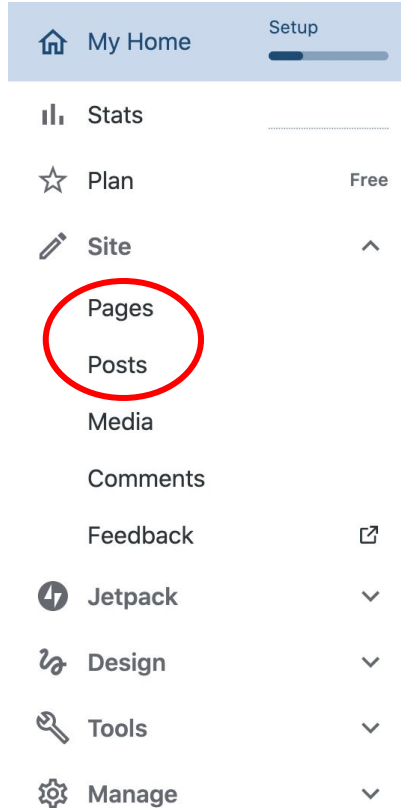 My Home Setup
Stats
Plan Free
Site
Pages
Posts
Media
Comments
Feedback
Jetpack
Design
Tools
Manage